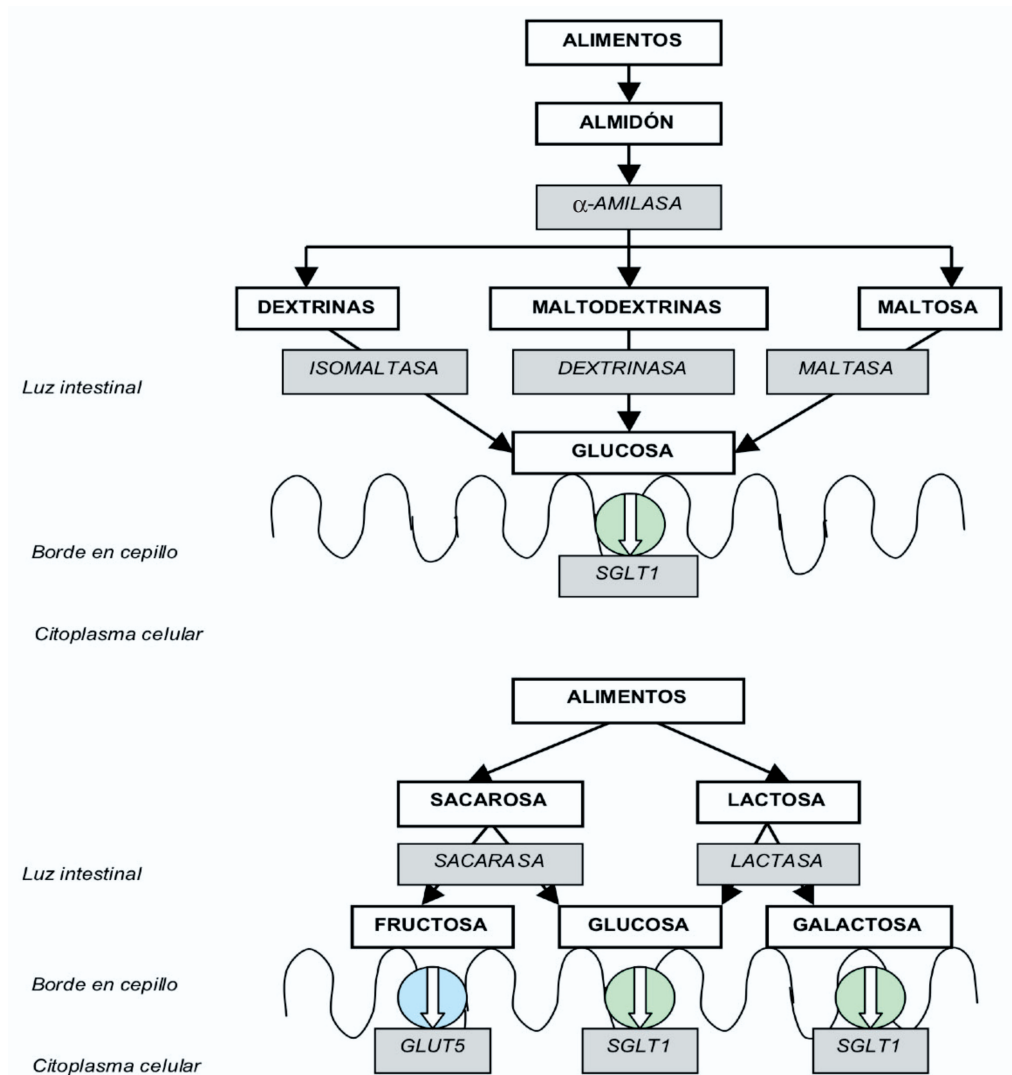 ALIMENTOS
ALMIDÓN
α-AMILASA
DEXTRINAS
MALTODEXTRINAS
MALTOSA
ISOMALTASA
DEXTRINASA
MALTASA
Luz intestinal
GLUCOSA
Borde en cepillo
SGLT1
Citoplasma celular
ALIMENTOS
SACAROSA
LACTOSA
Luz intestinal
SACARASA
LACTASA
FRUCTOSA
GLUCOSA
GALACTOSA
Borde en cepillo
GLUT5
SGLT1
SGLT1
Citoplasma celular